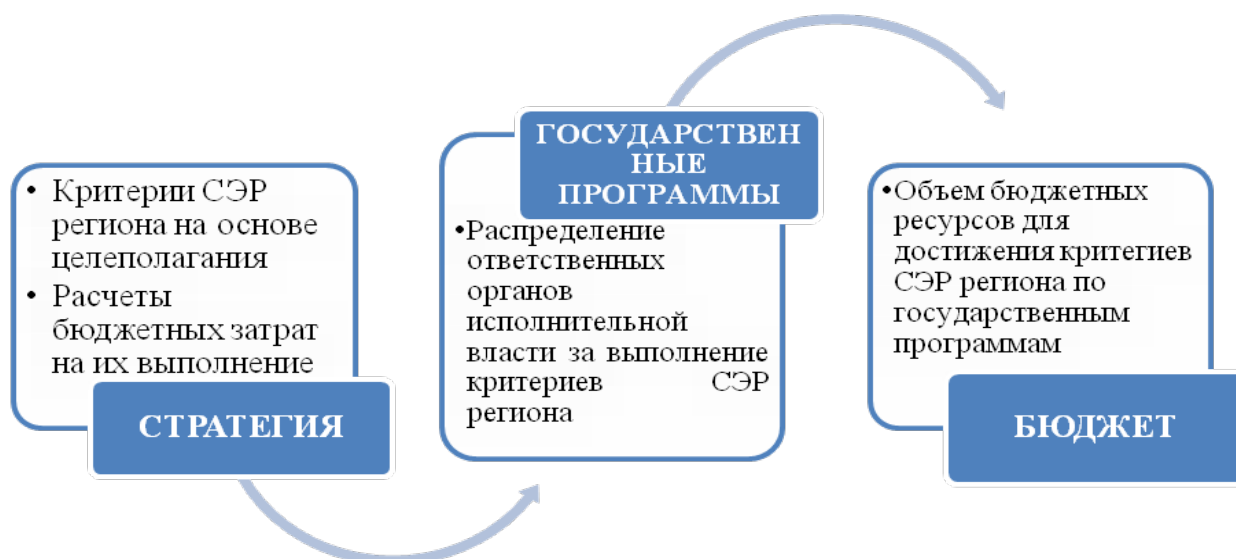 • Критерии СЭР
региона на основе
целеполагания
• Расчеты
бюджетных затрат
на их выполнение
СТРАТЕГИЯ
ГОСУДАРСТВЕН
НЫЕ
ПРОГРАММЫ
•Распределение
ответственных
органов
исполнительной
власти за выполнение
критериев СЭР
региона
•Объем бюджетных
ресурсов для
достижения критегиев
СЭР региона по
государственным
программам
БЮДЖЕТ